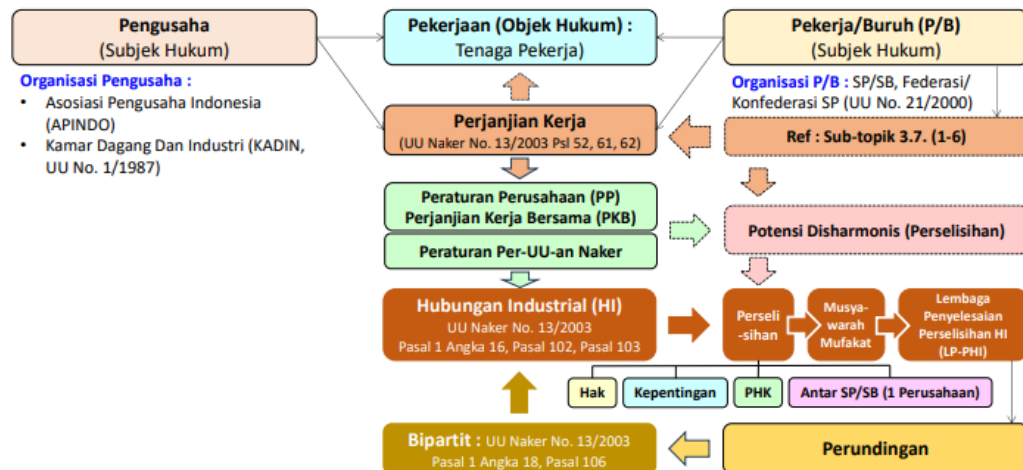 Pengusaha
(Subjek Hukum)
Pekerjaan (Objek Hukum) :
Tenaga Pekerja)
Pekerja/Buruh (P/B)
(Subjek Hukum)
Organisasi Pengusaha :
• Asosiasi Pengusaha Indonesia
(APINDO)
• Kamar Dagang Dan Industri (KADIN,
UU No. 1/1987)
Organisasi P/B : SP/SB, Federasi/
Konfederasi SP (UU No. 21/2000)
Perjanjian Kerja
(UU Naker No. 13/2003 Psl 52, 61, 62)
Ref : Sub-topik 3.7. (1-6)
Peraturan Perusahaan (PP)
Perjanjian Kerja Bersama (PKB)
Peraturan Per-UU-an Naker
Potensi Disharmonis (Perselisihan)
Hubungan Industrial (HI)
UU Naker No. 13/2003
Pasal 1 Angka 16, Pasal 102, Pasal 103
Perseli
-sihan
Musya-
warah
Mufakat
Lembaga
Penyelesaian
Perselisihan HI
(LP-PHI)
Hak
Kepentingan
PHK
Antar SP/SB (1 Perusahaan)
Bipartit : UU Naker No. 13/2003
Pasal 1 Angka 18, Pasal 106
Perundingan